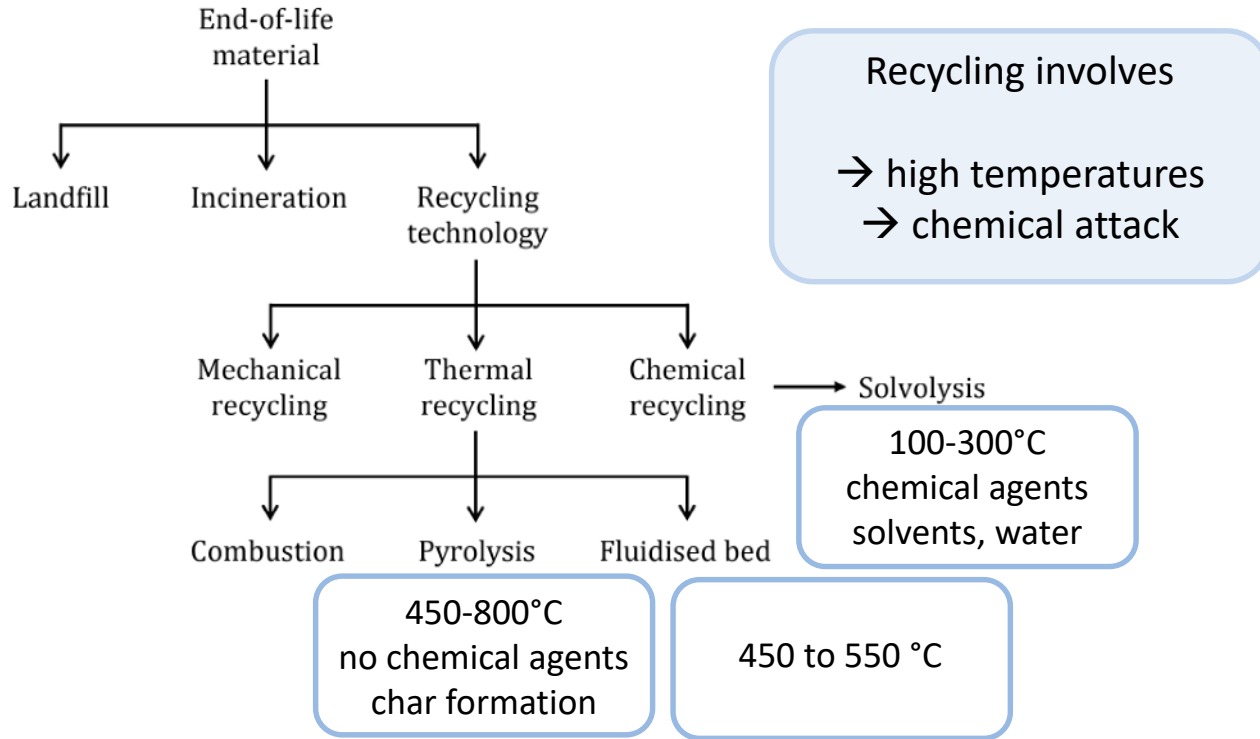 End-of-life
material
Recycling involves
→ high temperatures
→ chemical attack
Landfill
Incineration
Recycling
technology
Mechanical
recycling
Thermal
recycling
Chemical
recycling
Solvolysis
100-300°C
chemical agents
solvents, water
Combustion
Pyrolysis
Fluidised bed
450-800°C
no chemical agents
char formation
450 to 550 °C